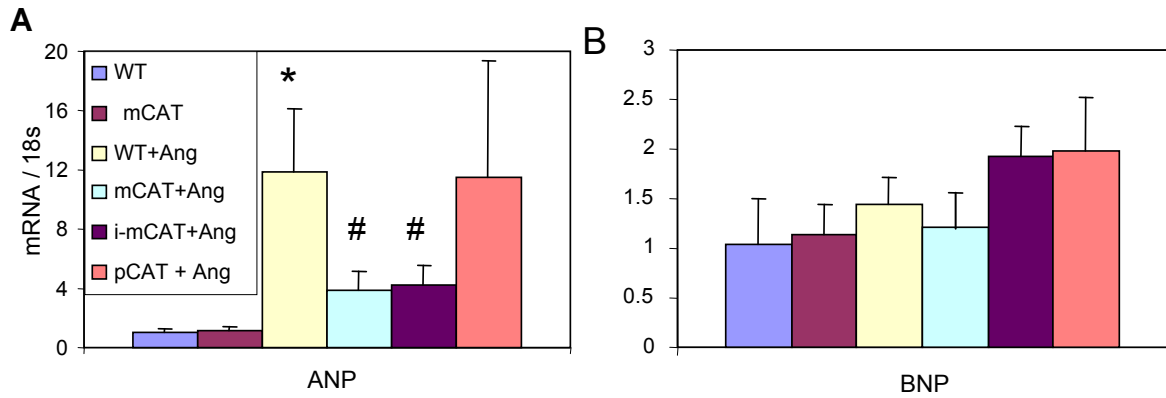 A
mRNA / 18s
20
16
12
8
4
0
WT
mCAT
WT+Ang
mCAT+Ang
i-mCAT+Ang
pCAT + Ang
*
#
#
ANP
B
3
2.5
2
1.5
1
0.5
0
BNP